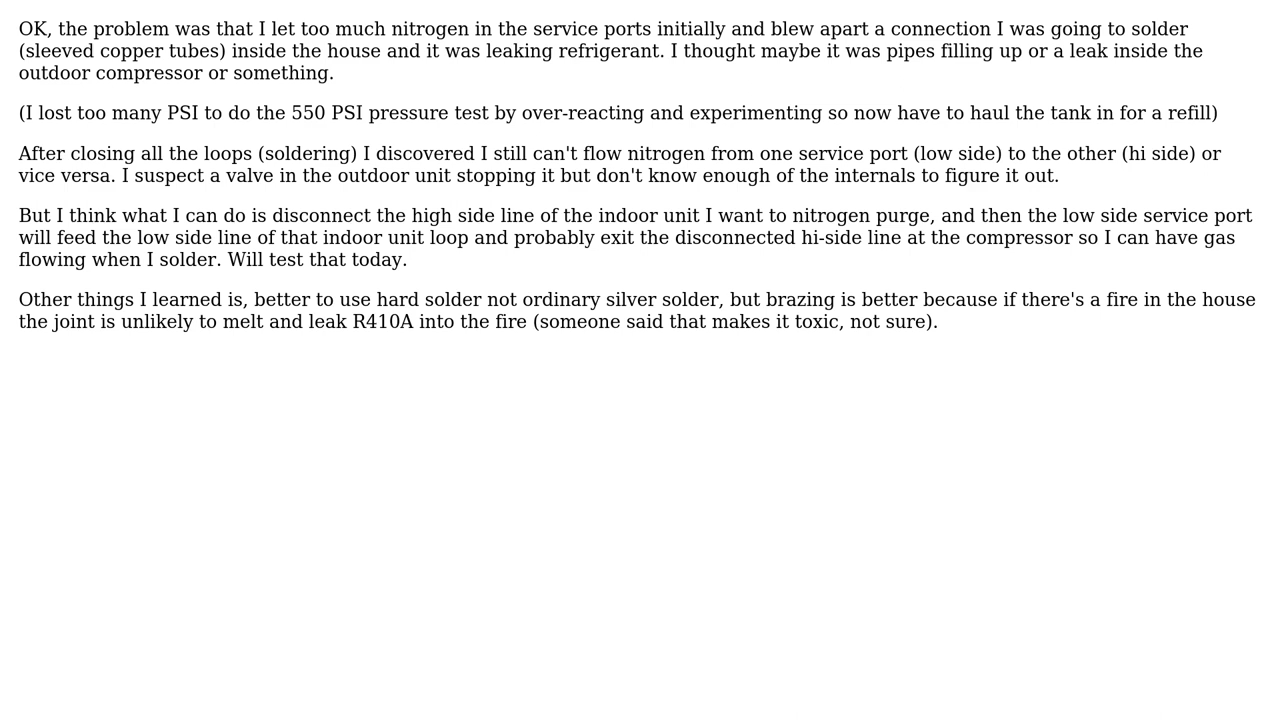 OK, the problem was that I let too much nitrogen in the service ports initially and blew apart a connection I was going to solder
(sleeved copper tubes) inside the house and it was leaking refrigerant. I thought maybe it was pipes filling up or a leak inside the
outdoor compressor or something.
(I lost too many PSI to do the 550 PSI pressure test by over-reacting and experimenting so now have to haul the tank in for a refill)
After closing all the loops (soldering) I discovered I still can't flow nitrogen from one service port (low side) to the other (hi side) or
vice versa. I suspect a valve in the outdoor unit stopping it but don't know enough of the internals to figure it out.
But I think what I can do is disconnect the high side line of the indoor unit I want to nitrogen purge, and then the low side service port
will feed the low side line of that indoor unit loop and probably exit the disconnected hi-side line at the compressor so I can have gas
flowing when I solder. Will test that today.
Other things I learned is, better to use hard solder not ordinary silver solder, but brazing is better because if there's a fire in the house
the joint is unlikely to melt and leak R410A into the fire (someone said that makes it toxic, not sure).